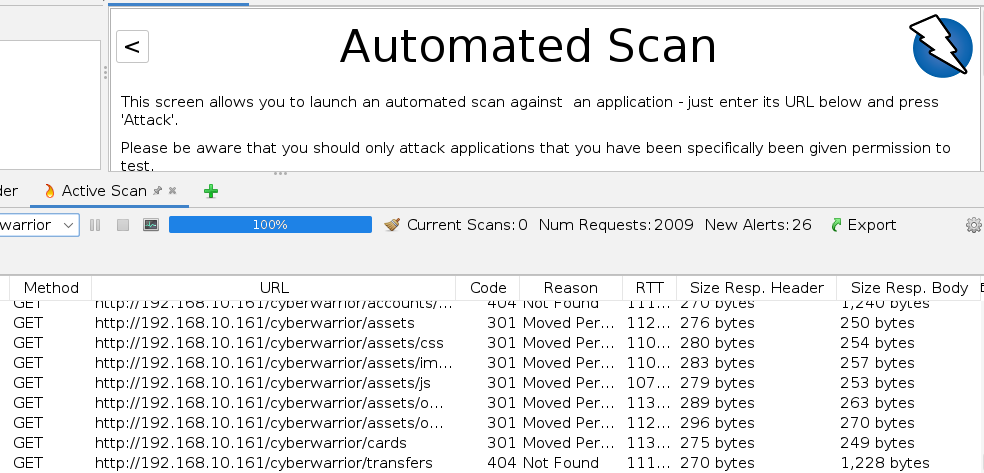 <
Automated Scan
This screen allows you to launch an automated scan against  an application - just enter its URL below and press
'Attack'.
Please be aware that you should only attack applications that you have been specifically been given permission to
test.
der Active Scan
warrior 100% Current Scans:0 Num Requests:2009 New Alerts:26 Export
Method URL Code Reason RTT Size Resp. Header Size Resp. Body
GET http://192.168.10.161/cyberwarrior/accounts/... 404 Not Found 111... 270 bytes 1,240 bytes
GET http://192.168.10.161/cyberwarrior/assets 301 Moved Per... 112... 276 bytes 250 bytes
GET http://192.168.10.161/cyberwarrior/assets/css 301 Moved Per... 110... 280 bytes 254 bytes
GET http://192.168.10.161/cyberwarrior/assets/im... 301 Moved Per... 110... 283 bytes 257 bytes
GET http://192.168.10.161/cyberwarrior/assets/js 301 Moved Per... 107... 279 bytes 253 bytes
GET http://192.168.10.161/cyberwarrior/assets/o... 301 Moved Per... 113... 289 bytes 263 bytes
GET http://192.168.10.161/cyberwarrior/assets/o... 301 Moved Per... 112... 296 bytes 270 bytes
GET http://192.168.10.161/cyberwarrior/cards 301 Moved Per... 113... 275 bytes 249 bytes
GET http://192.168.10.161/cyberwarrior/transfers 404 Not Found 111... 270 bytes 1,228 bytes